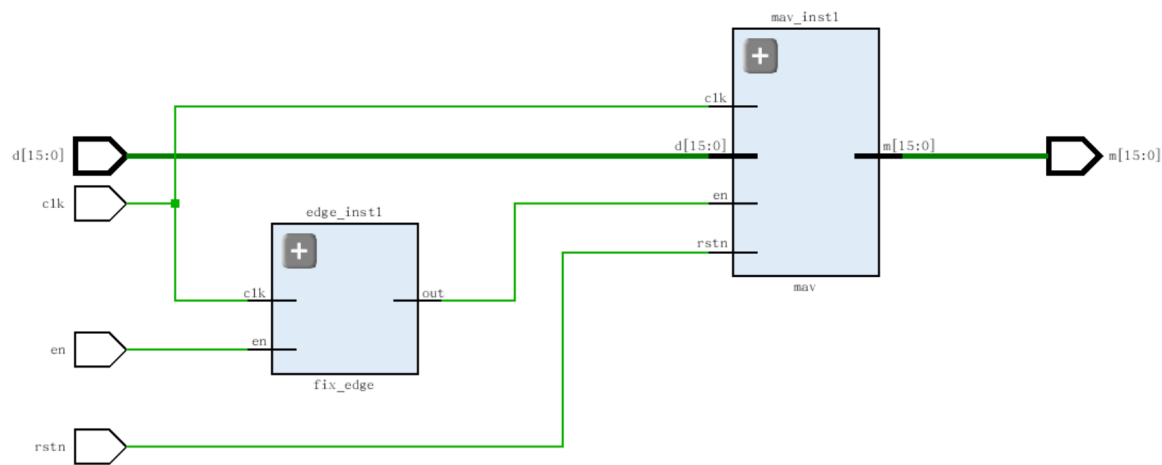 mav_inst1
clk
d[15:0]
d[15:0]
m[15:0]
m[15:0]
clk
en
edge_inst1
rstn
mav
clk
out
en
en
fix_edge
rstn